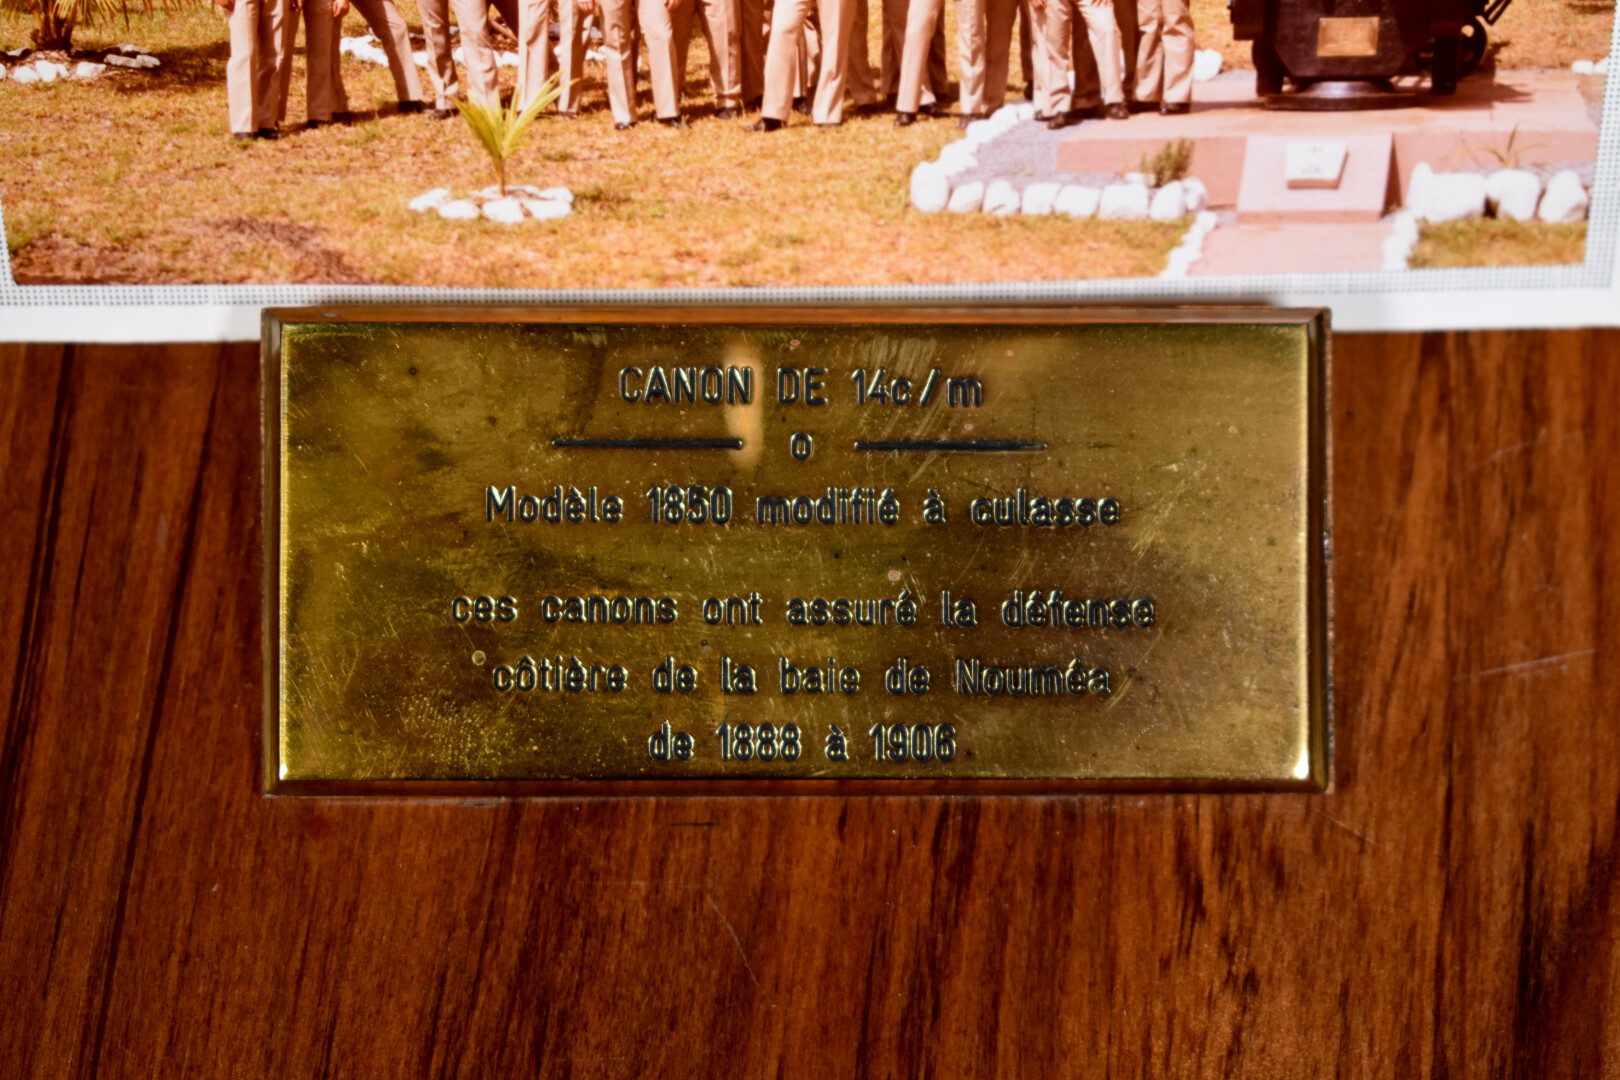 CANON DE 14c/m
o
Modèle 1850 modifié à culasse
ces canons ont assuré la défense
côtière de la baie de Nouméa
de 1888 à 1906